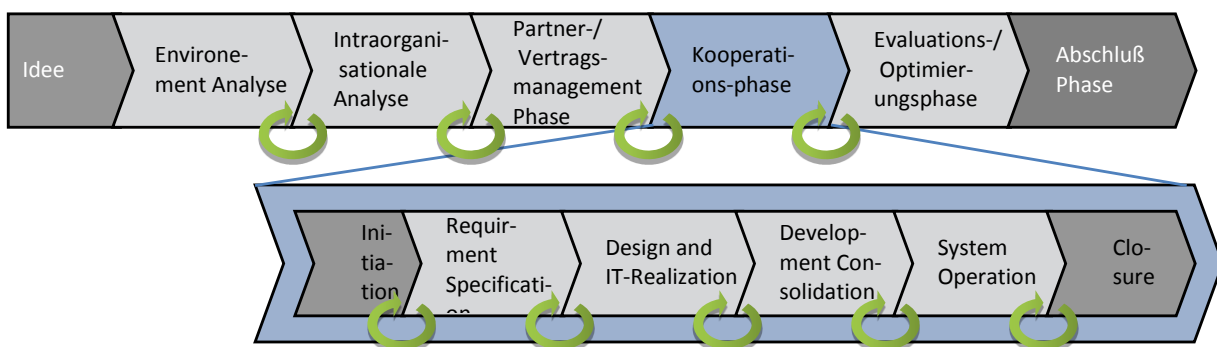 Idee
Environe-
ment Analyse
Intraorgani-
sationale
Analyse
Partner-/
Vertrags-
management
Phase
Kooperati-
ons-phase
Evaluations-/
Optimier-
ungsphase
Abschluß
Phase
Ini-
tia-
tion
Requir-
ment
Specificati-
on
Design and
IT-Realization
Develop-
ment Con-
solidation
System
Operation
Clo-
sure